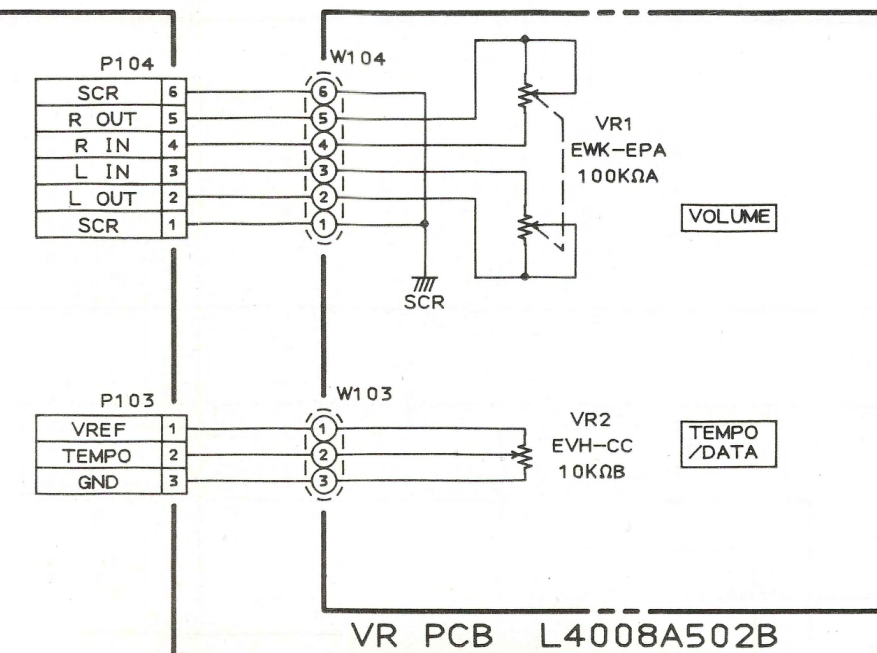 P104
SCR 6
R OUT 5
R IN 4
L IN 3
L OUT 2
SCR 1
W104
6
5
4
3
2
1
SCR
VR1
EWK-EPA
100KΩA
VOLUME
P103
VREF 1
TEMPO 2
GND 3
W103
1
2
3
VR2
EVH-CC
10KΩB
TEMPO
/DATA
VR PCB L4008A502B